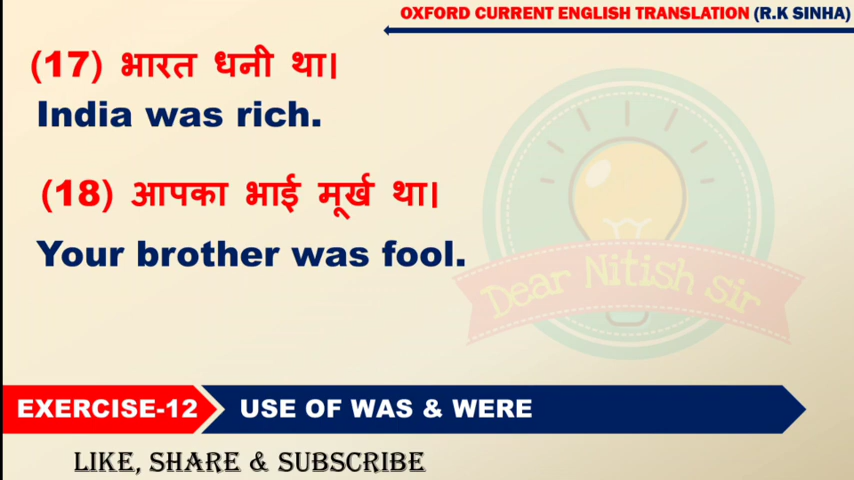 OXFORD CURRENT ENGLISH TRANSLATION (R.K SINHA)
(17) भारत धनी था।
India was rich.
(18) आपका भाई मूर्ख था।
Your brother was fool.
Dear Nitish Sir
EXERCISE-12 USE OF WAS & WERE
LIKE, SHARE & SUBSCRIBE